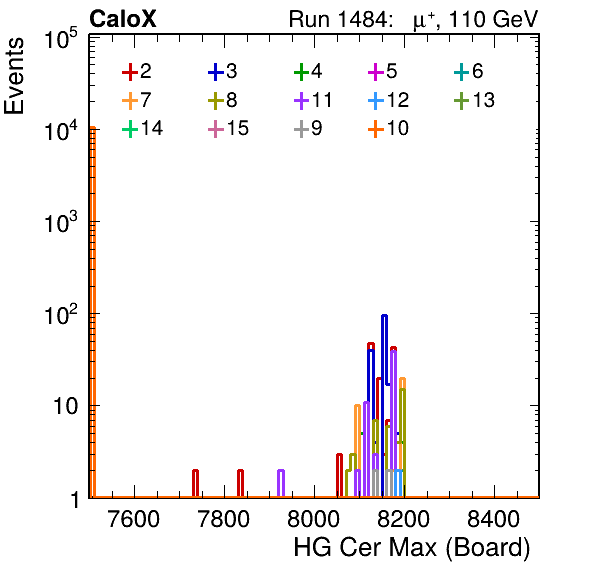 CaloX Run 1484: μ⁺, 110 GeV
Events
10⁵
10⁴
10³
10²
10
1
2 3 4 5 6
7 8 11 12 13
14 15 9 10
7600 7800 8000 8200 8400
HG Cer Max (Board)